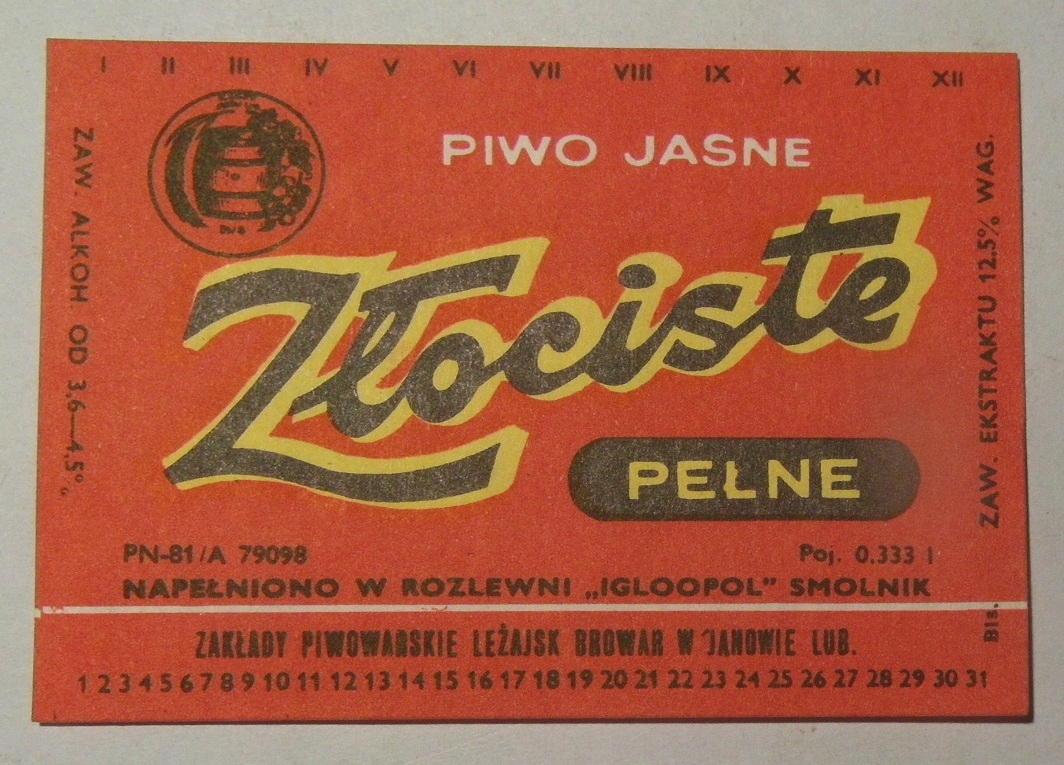 I II III IV V VI VII VIII IX X XI XII
PIWO JASNE
ZAW. ALKOH. OD 3,6—4,5%
Złociste
ZAW. EKSTRAKTU 12.5% WAG.
PEŁNE
PN-81/A 79098
Poj. 0.333 l
NAPEŁNIONO W ROZLEWNI „IGLOOPOL” SMOLNIK
Bls.
ZAKŁADY PIWOWARSKIE LEŻAJSK BROWAR W JANOWIE LUB.
1 2 3 4 5 6 7 8 9 10 11 12 13 14 15 16 17 18 19 20 21 22 23 24 25 26 27 28 29 30 31